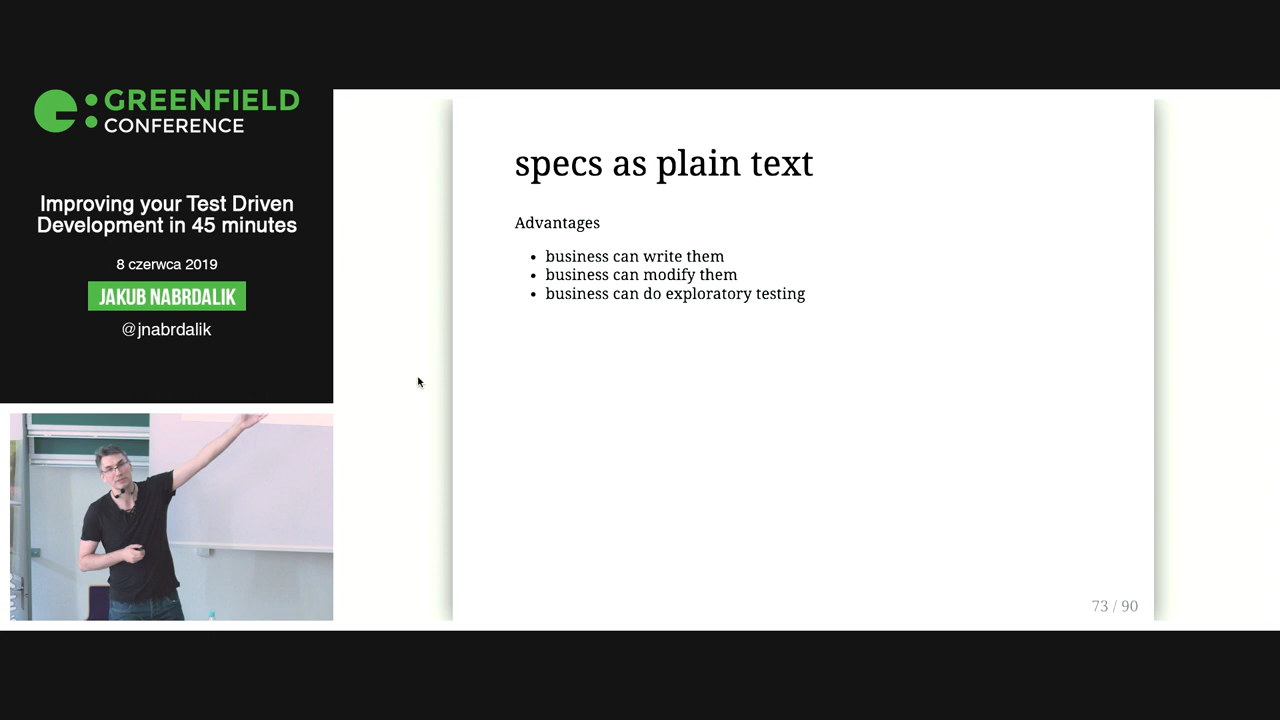 GREENFIELD
CONFERENCE
Improving your Test Driven
Development in 45 minutes
8 czerwca 2019
JAKUB NABRDALIK
@jnabrdalik
specs as plain text
Advantages
• business can write them
• business can modify them
• business can do exploratory testing
73 / 90